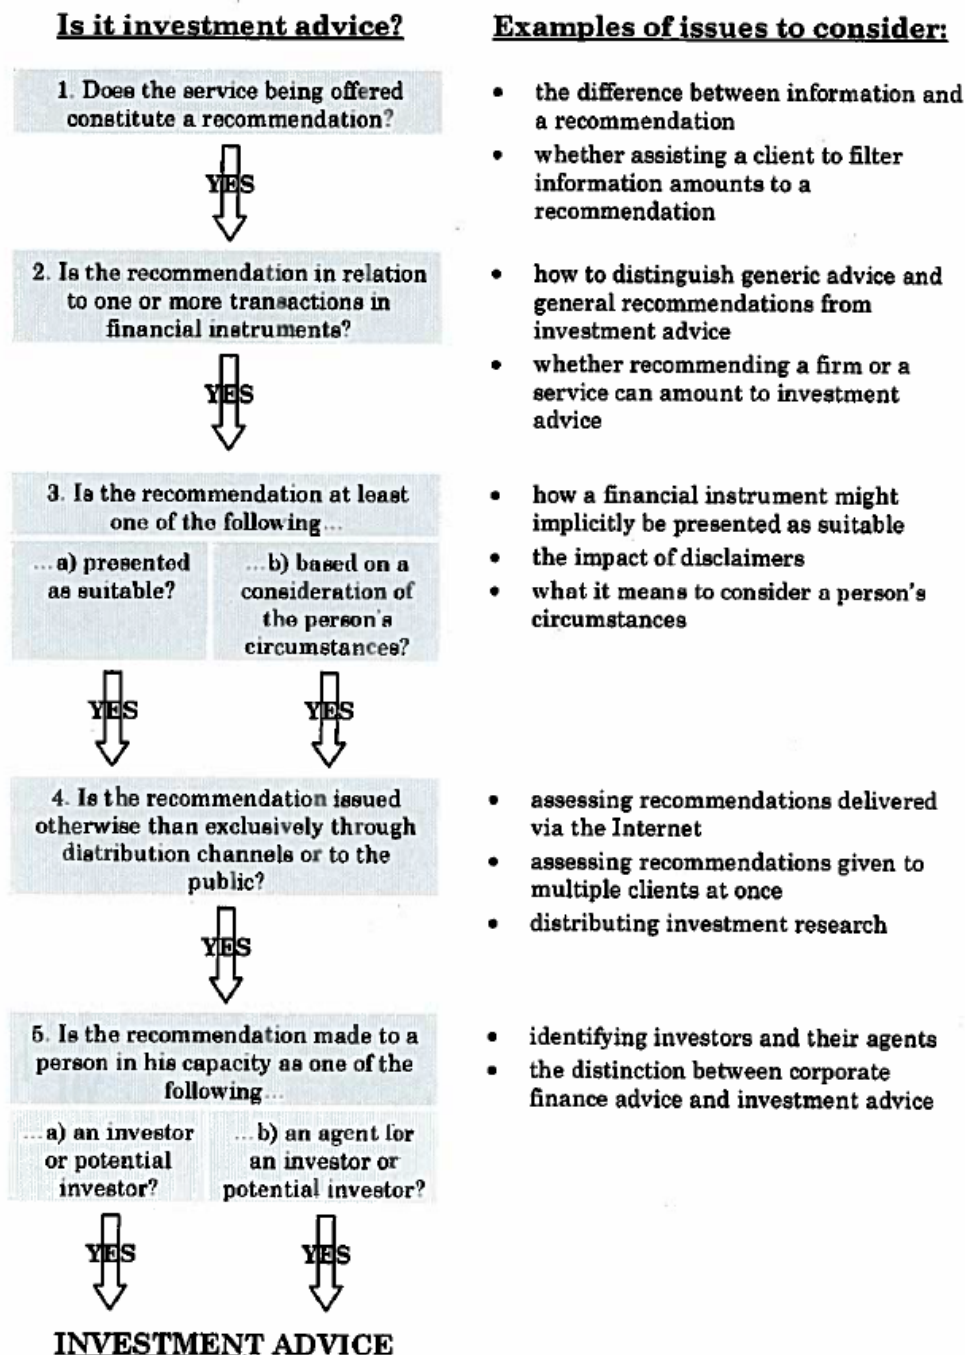 Is it investment advice?
1. Does the service being offered
constitute a recommendation?
YES
2. Is the recommendation in relation
to one or more transactions in
financial instruments?
YES
3. Is the recommendation at least
one of the following...
...a) presented
as suitable?
...b) based on a
consideration of
the person's
circumstances?
YES
YES
4. Is the recommendation issued
otherwise than exclusively through
distribution channels or to the
public?
YES
5. Is the recommendation made to a
person in his capacity as one of the
following...
...a) an investor
or potential
investor?
...b) an agent for
an investor or
potential investor?
YES
YES
INVESTMENT ADVICE
Examples of issues to consider:
• the difference between information and
a recommendation
• whether assisting a client to filter
information amounts to a
recommendation
• how to distinguish generic advice and
general recommendations from
investment advice
• whether recommending a firm or a
service can amount to investment
advice
• how a financial instrument might
implicitly be presented as suitable
• the impact of disclaimers
• what it means to consider a person's
circumstances
• assessing recommendations delivered
via the Internet
• assessing recommendations given to
multiple clients at once
• distributing investment research
• identifying investors and their agents
• the distinction between corporate
finance advice and investment advice